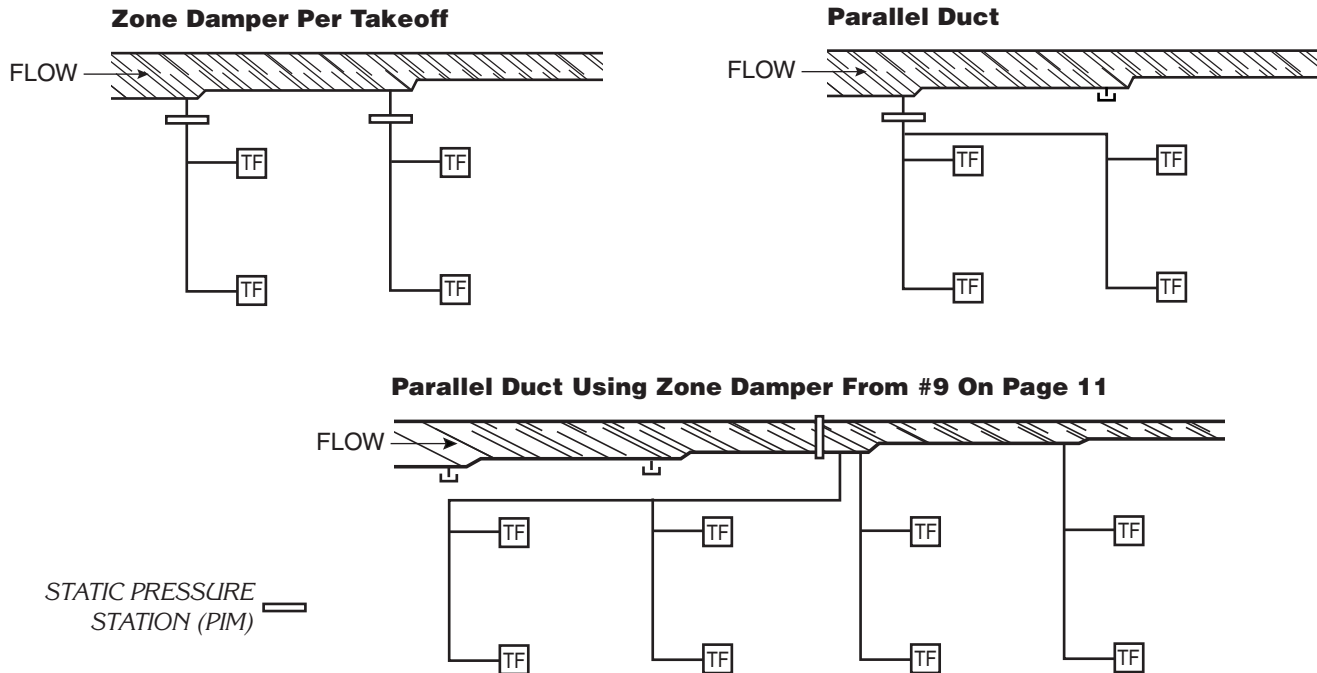 Zone Damper Per Takeoff
FLOW
TF
TF
TF
TF
Parallel Duct
FLOW
TF
TF
TF
TF
Parallel Duct Using Zone Damper From #9 On Page 11
FLOW
TF
TF
TF
TF
TF
TF
TF
TF
STATIC PRESSURE
STATION (PIM)